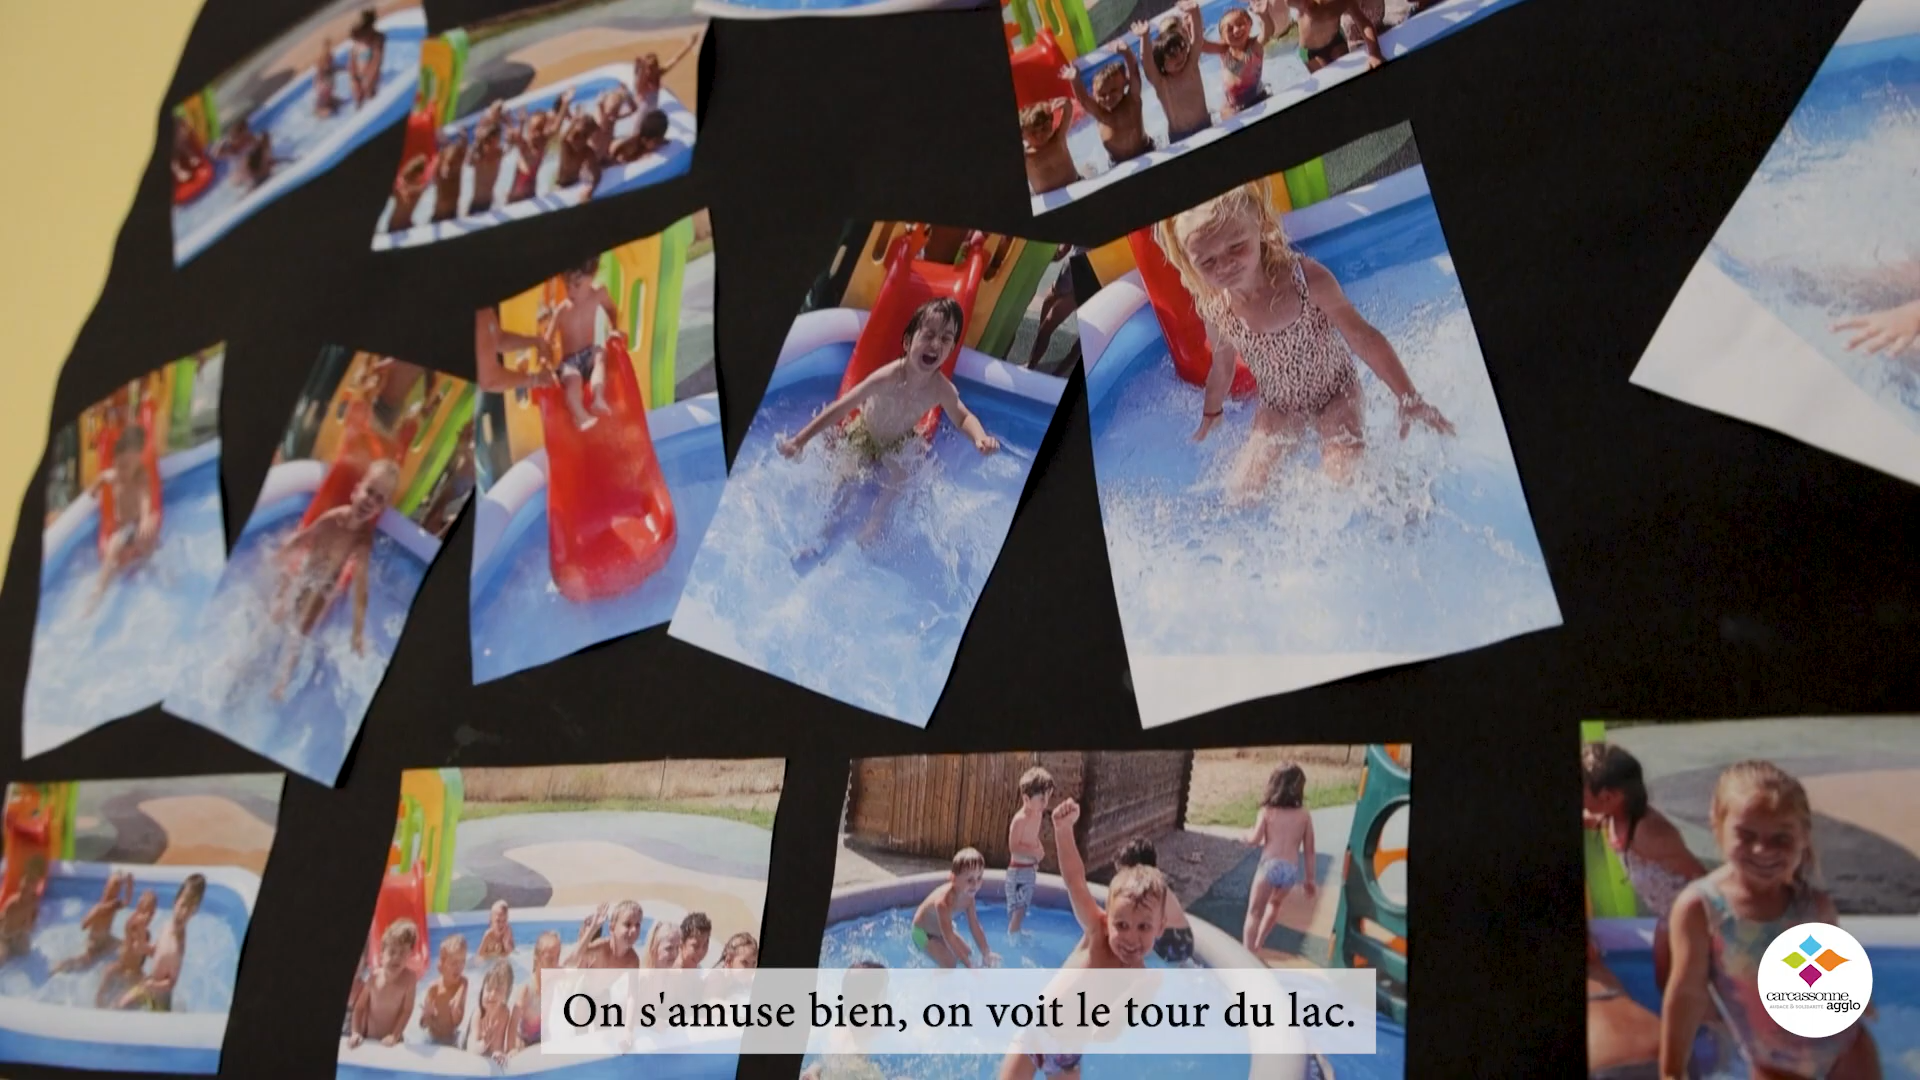 On s'amuse bien, on voit le tour du lac.
carcassonne
agglo